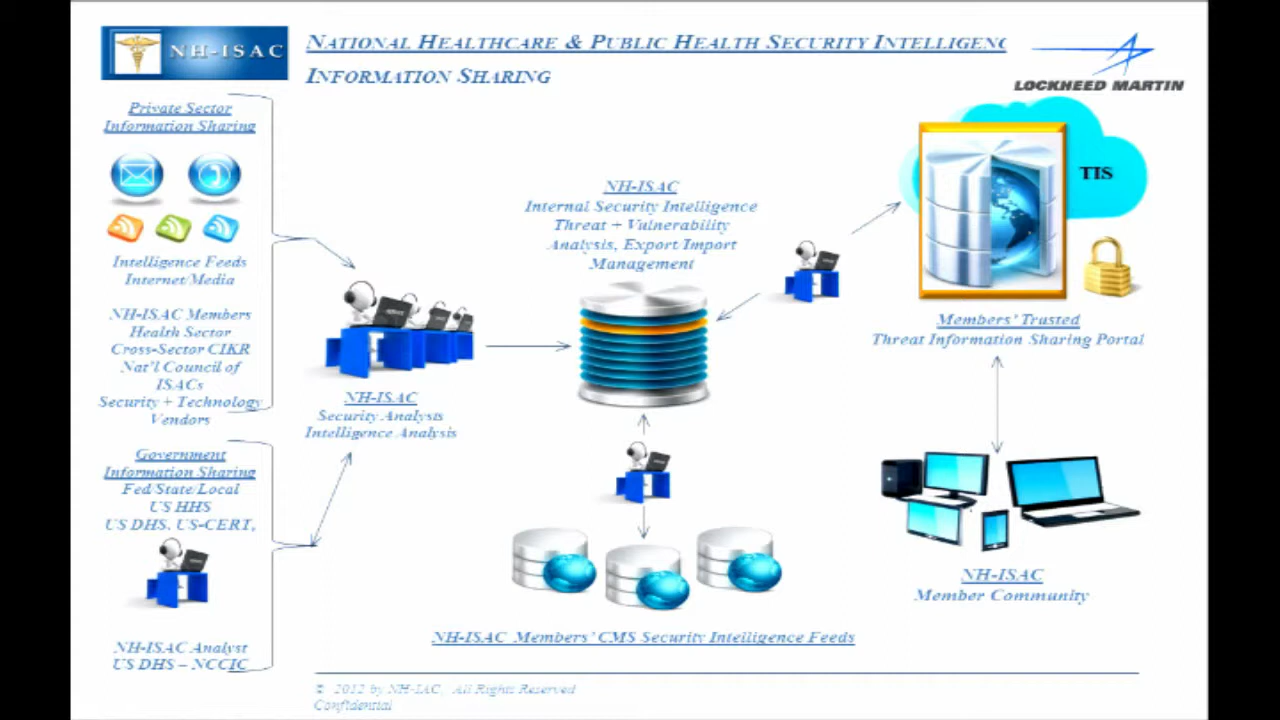 NH-ISAC
NATIONAL HEALTHCARE & PUBLIC HEALTH SECURITY INTELLIGENC
INFORMATION SHARING
LOCKHEED MARTIN
Private Sector
Information Sharing
Intelligence Feeds
Internet/Media
NH-ISAC Members
Health Sector
Cross-Sector CIKR
Nat'l Council of
ISACs
Security + Technology
Vendors
Government
Information Sharing
Fed/State/Local
US HHS
US DHS, US-CERT,
NH-ISAC Analyst
US DHS – NCCIC
NH-ISAC
Security Analysis
Intelligence Analysis
NH-ISAC
Internal Security Intelligence
Threat + Vulnerability
Analysis, Export/Import
Management
TIS
Members' Trusted
Threat Information Sharing Portal
NH-ISAC
Member Community
NH-ISAC Members' CMS Security Intelligence Feeds
© 2012 by NH-IAC, All Rights Reserved
Confidential